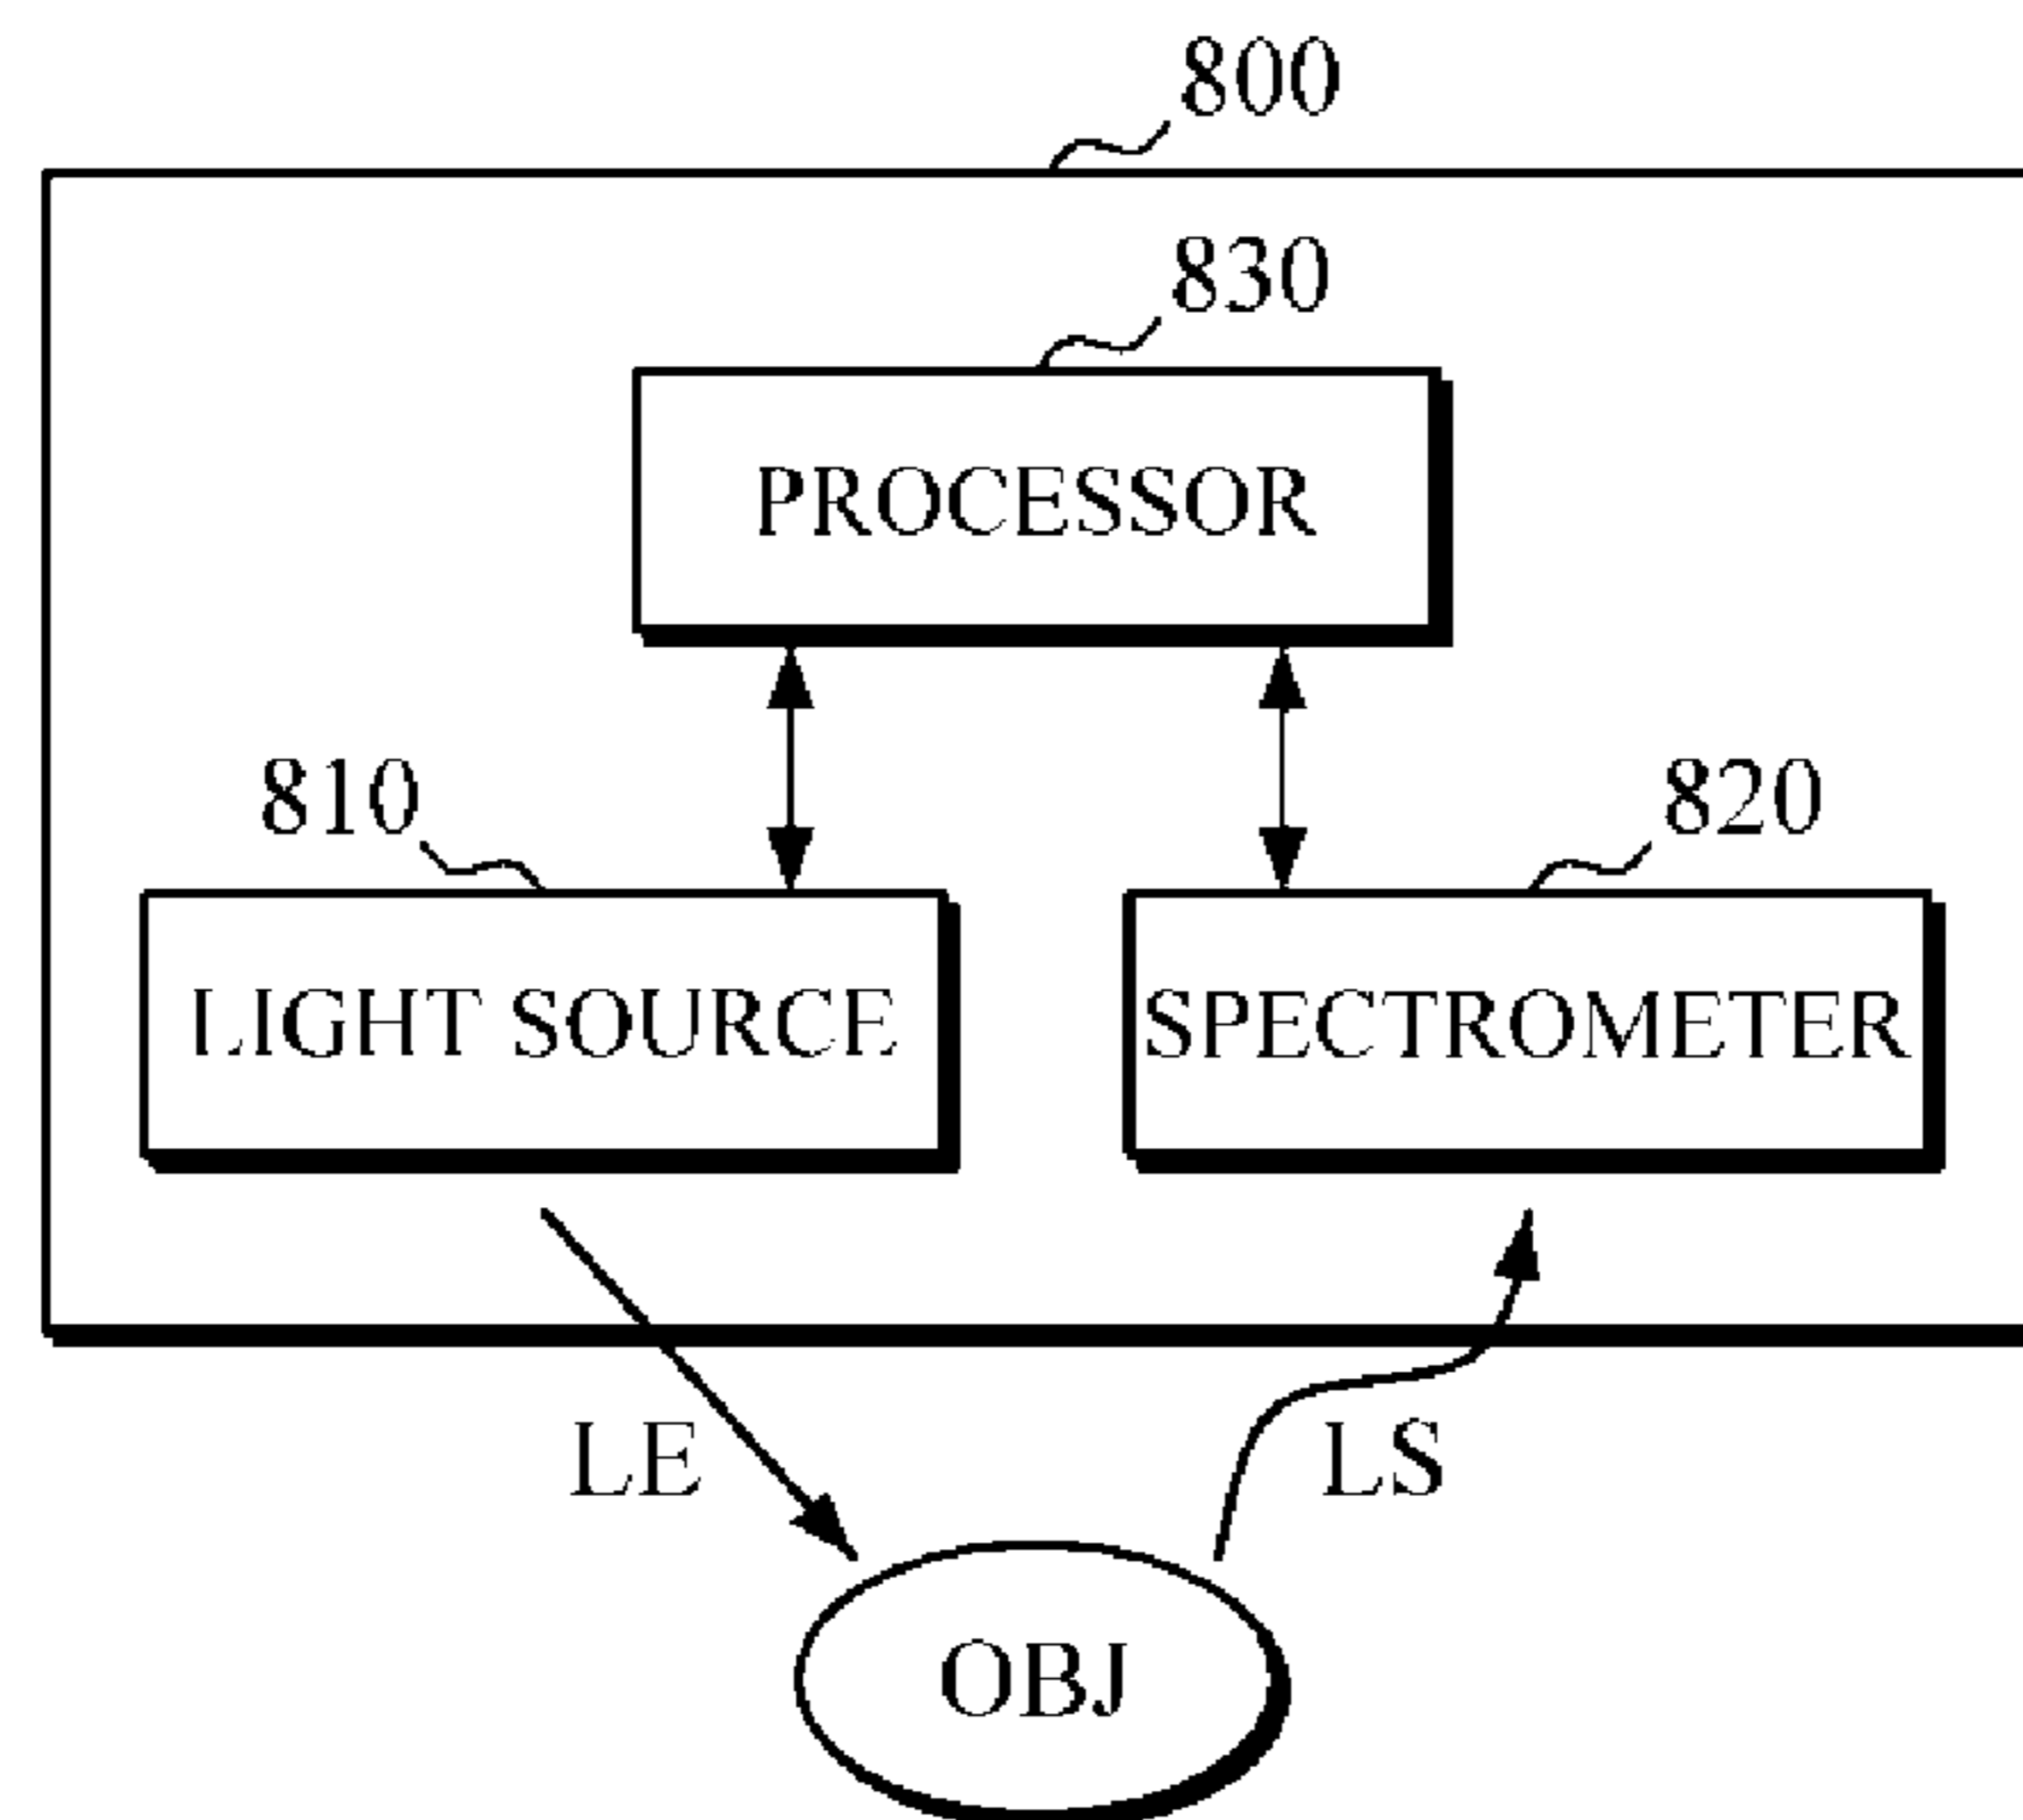 800
830
PROCESSOR
810
820
LIGHT SOURCE
SPECTROMETER
LE
LS
OBJ